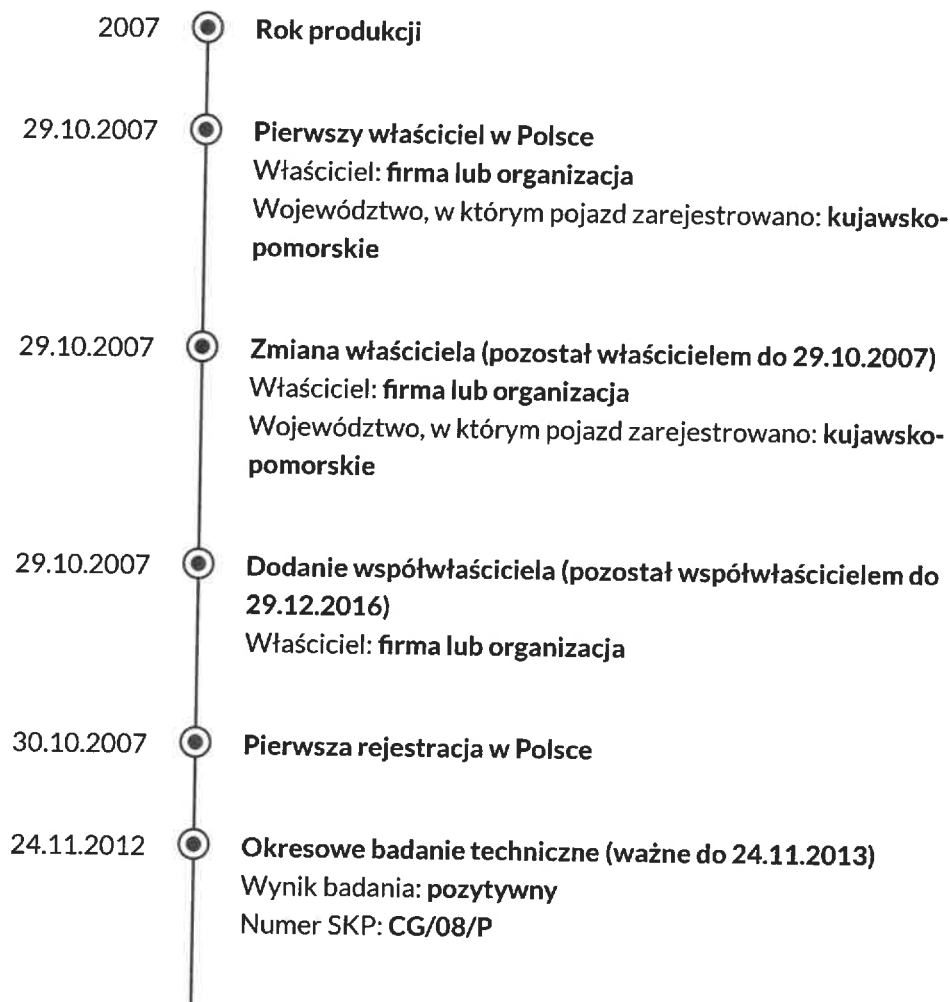 2007 Rok produkcji
29.10.2007 Pierwszy właściciel w Polsce
Właściciel: firma lub organizacja
Województwo, w którym pojazd zarejestrowano: kujawsko-
pomorskie
29.10.2007 Zmiana właściciela (pozostał właścicielem do 29.10.2007)
Właściciel: firma lub organizacja
Województwo, w którym pojazd zarejestrowano: kujawsko-
pomorskie
29.10.2007 Dodanie współwłaściciela (pozostał współwłaścicielem do
29.12.2016)
Właściciel: firma lub organizacja
30.10.2007 Pierwsza rejestracja w Polsce
24.11.2012 Okresowe badanie techniczne (ważne do 24.11.2013)
Wynik badania: pozytywny
Numer SKP: CG/08/P